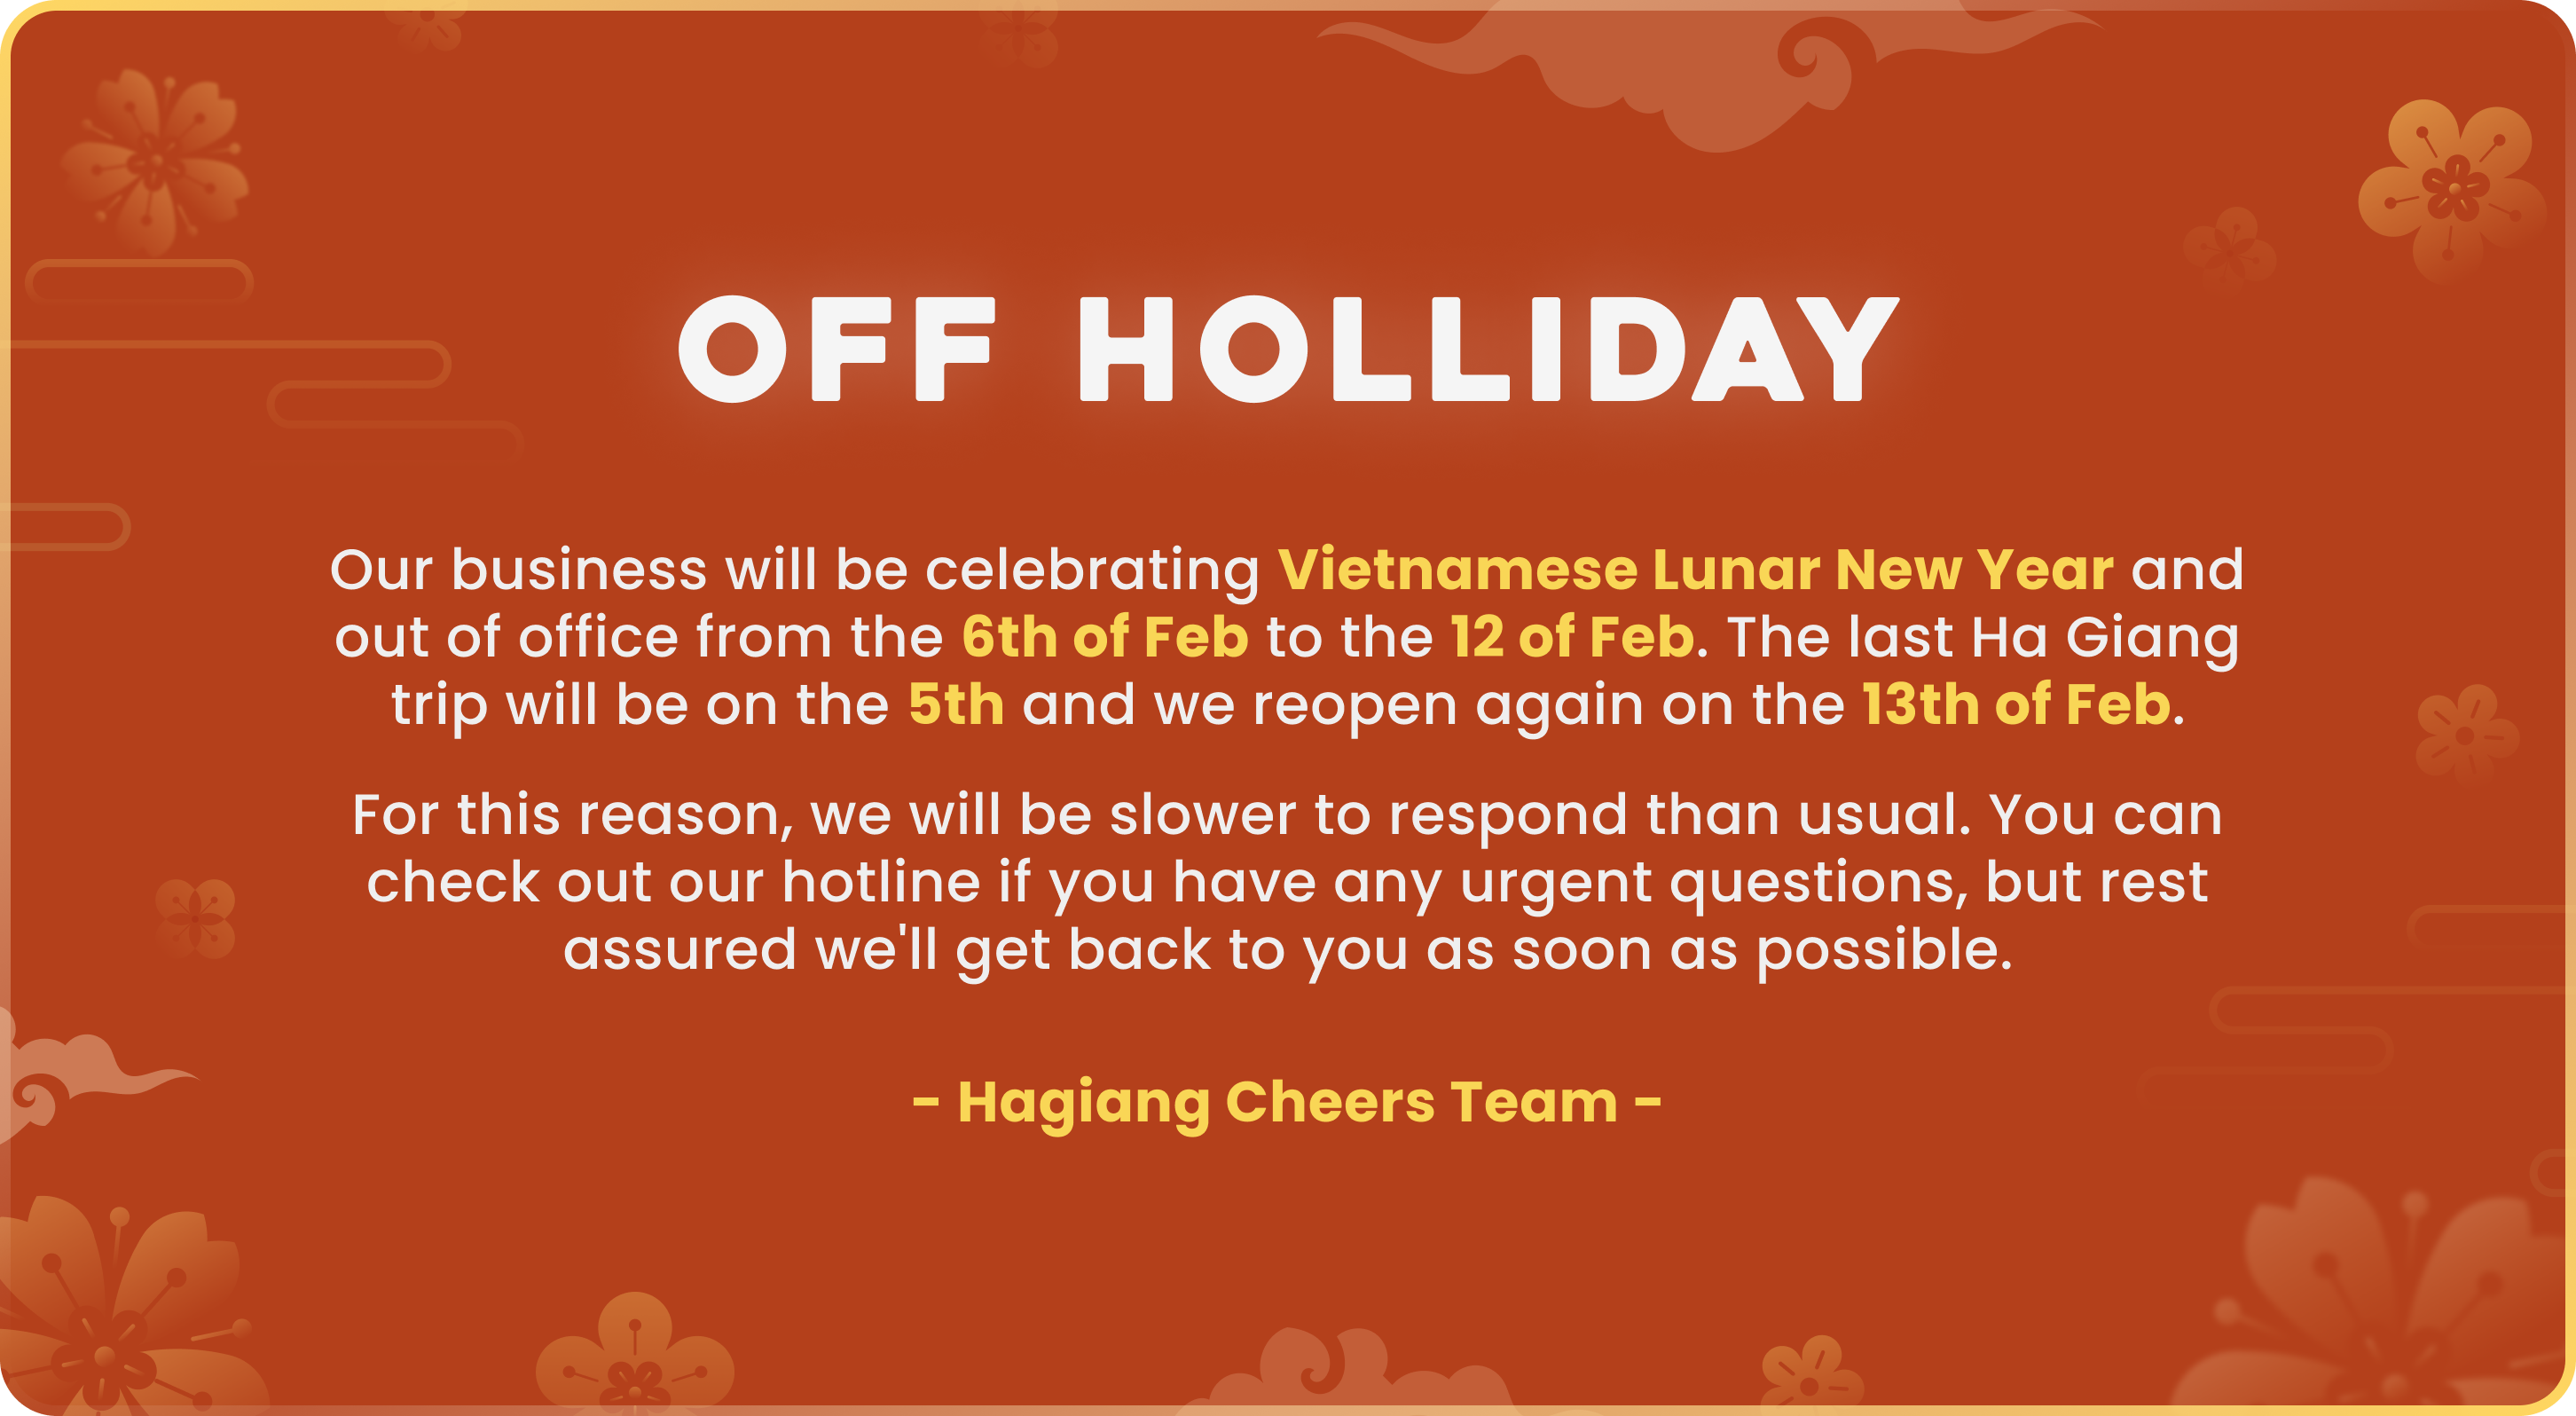 OFF HOLLIDAY
Our business will be celebrating Vietnamese Lunar New Year and
out of office from the 6th of Feb to the 12 of Feb. The last Ha Giang
trip will be on the 5th and we reopen again on the 13th of Feb.
For this reason, we will be slower to respond than usual. You can
check out our hotline if you have any urgent questions, but rest
assured we'll get back to you as soon as possible.
- Hagiang Cheers Team -